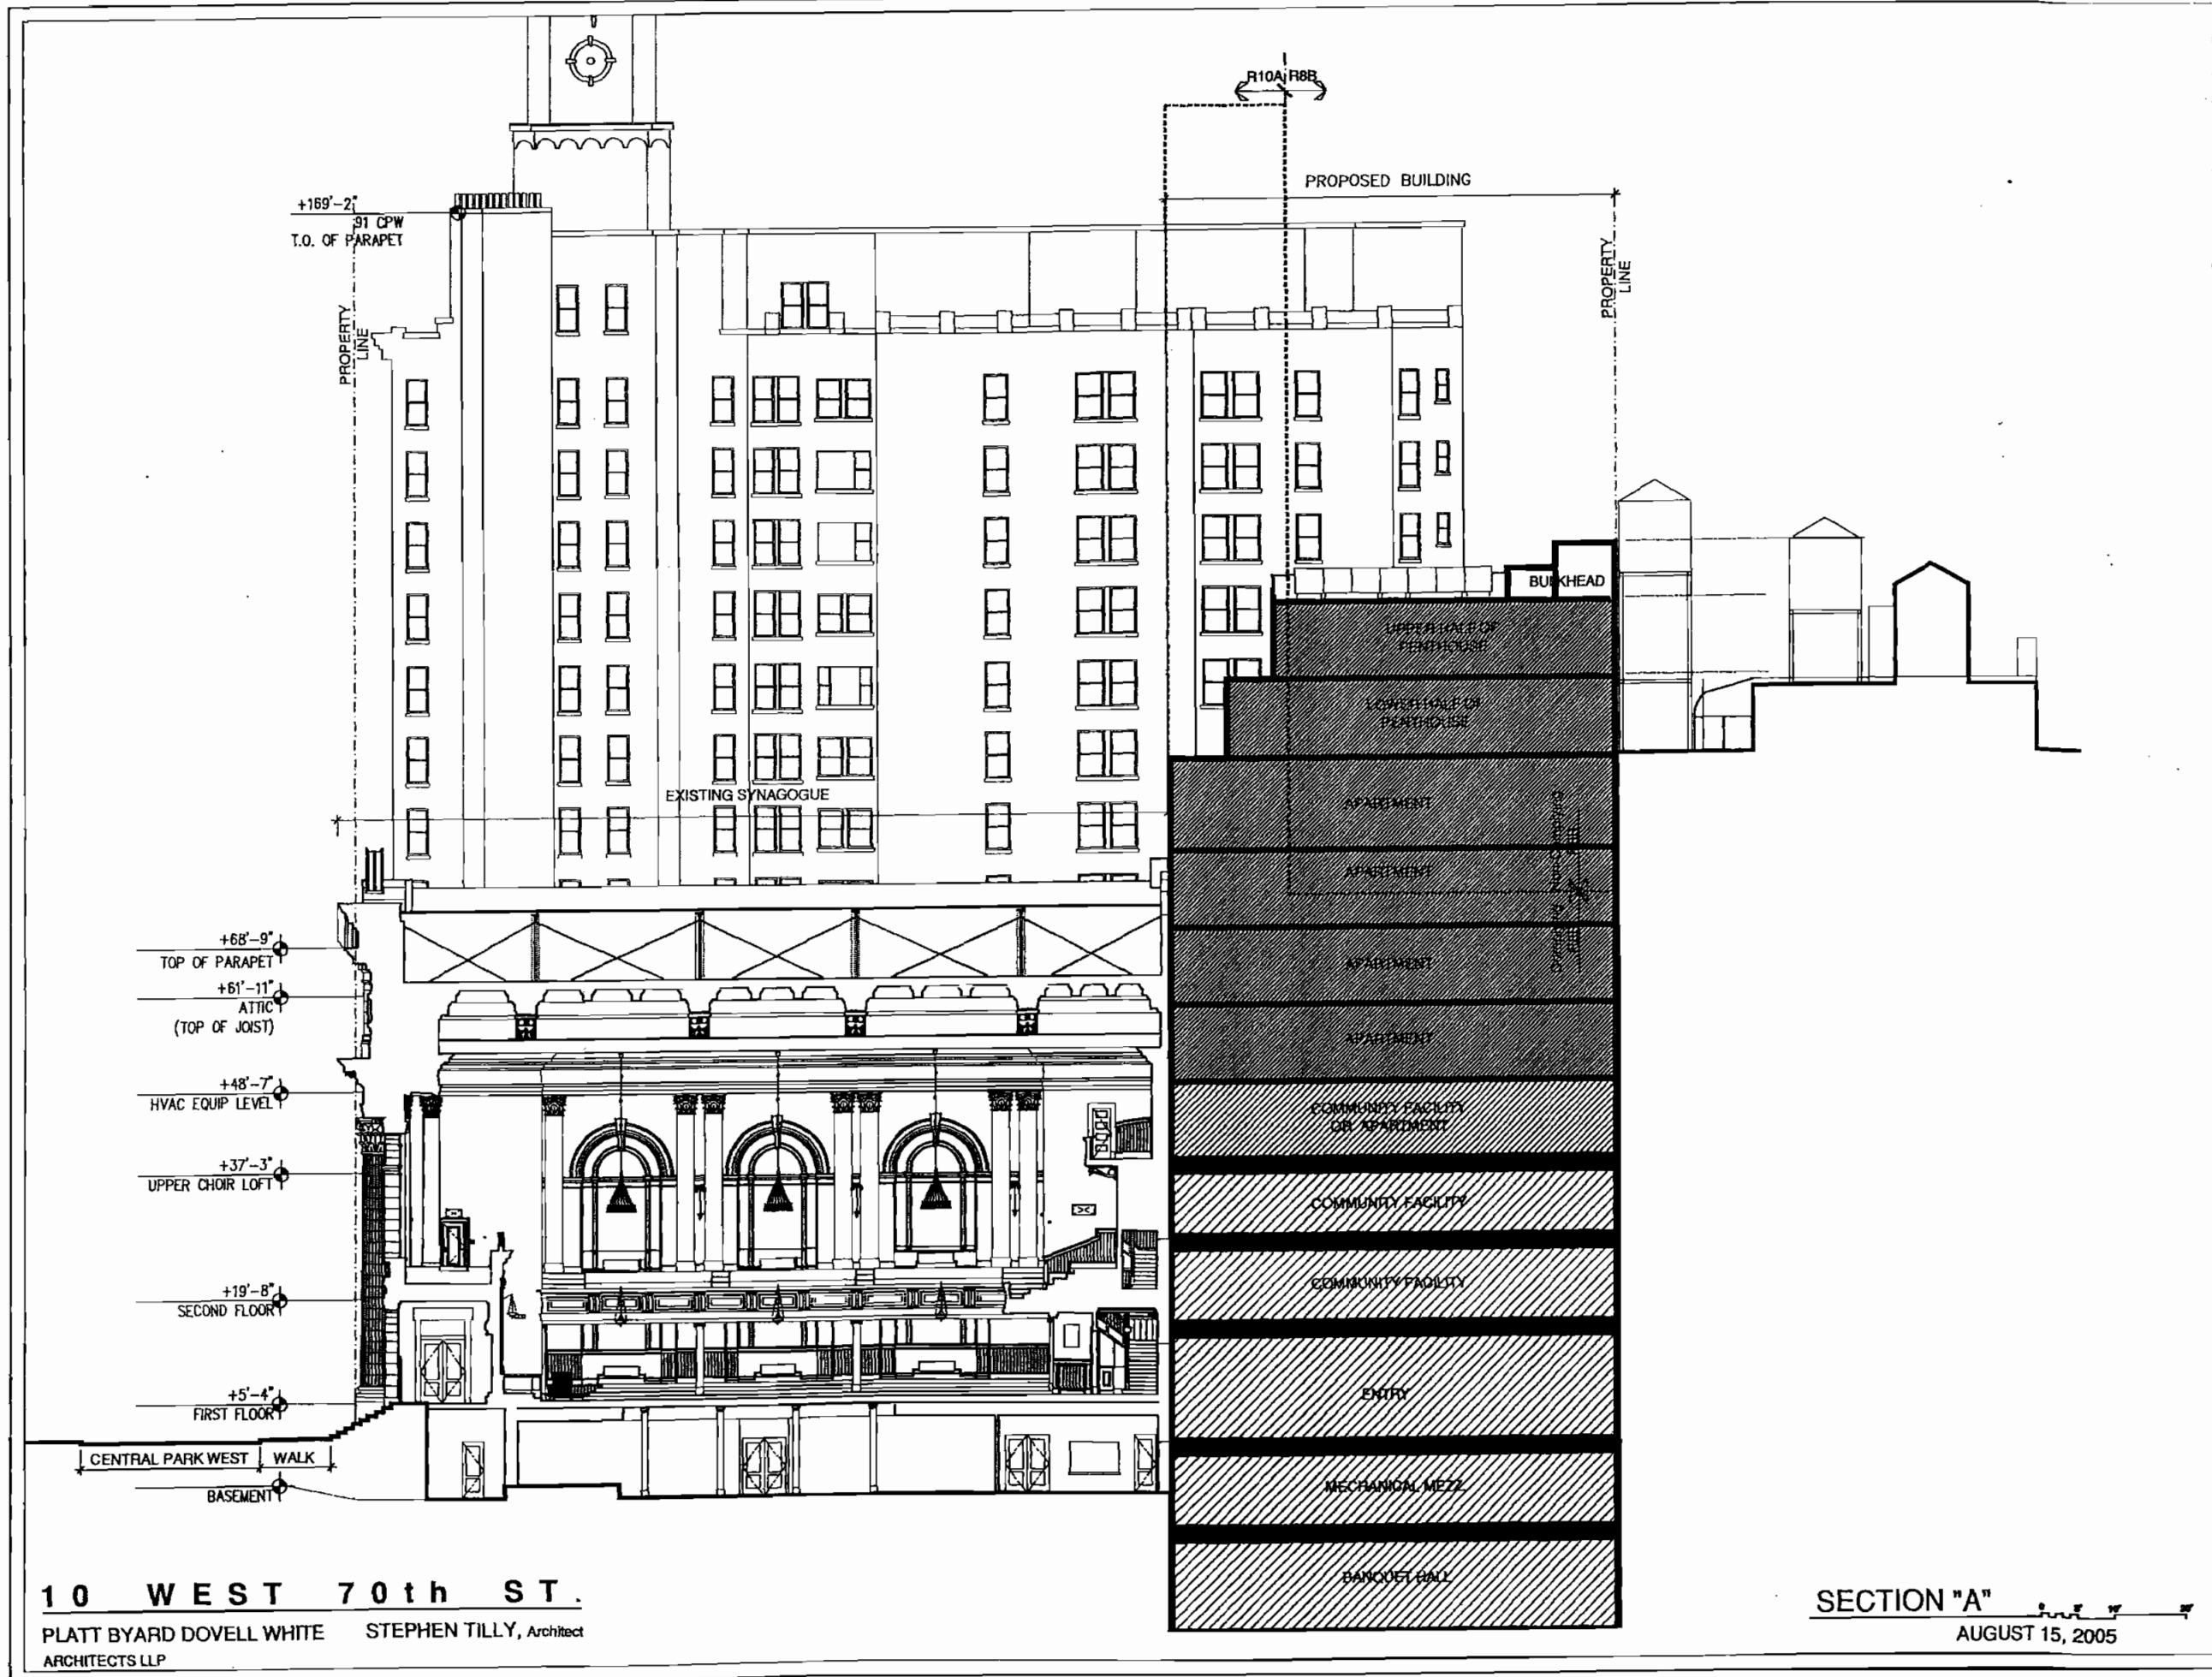 R10A R8B
PROPOSED BUILDING
+169'-2"
91 CPW
T.O. OF PARAPET
PROPERTY
LINE
PROPERTY
LINE
BULKHEAD
UPPER HALF OF
PENTHOUSE
LOWER HALF OF
PENTHOUSE
EXISTING SYNAGOGUE
APARTMENT
APARTMENT
APARTMENT
APARTMENT
COMMUNITY FACILITY
OR APARTMENT
COMMUNITY FACILITY
COMMUNITY FACILITY
ENTRY
MECHANICAL MEZZ.
BANQUET HALL
+68'-9"
TOP OF PARAPET
+61'-11"
ATTIC
(TOP OF JOIST)
+48'-7"
HVAC EQUIP LEVEL
+37'-3"
UPPER CHOIR LOFT
+19'-8"
SECOND FLOOR
+5'-4"
FIRST FLOOR
CENTRAL PARK WEST WALK
BASEMENT
10 WEST 70th ST.
PLATT BYARD DOVELL WHITE STEPHEN TILLY, Architect
ARCHITECTS LLP
SECTION "A"
AUGUST 15, 2005